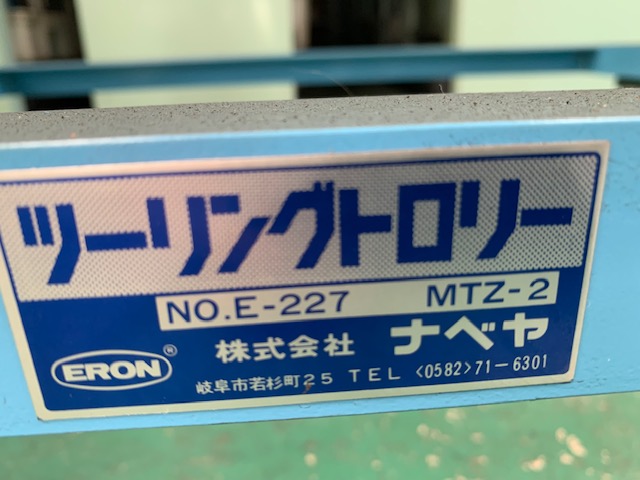 ツーリングトロリー
NO.E-227 MTZ-2
株式会社 ナベヤ
ERON®
岐阜市若杉町25 TEL <0582>71-6301